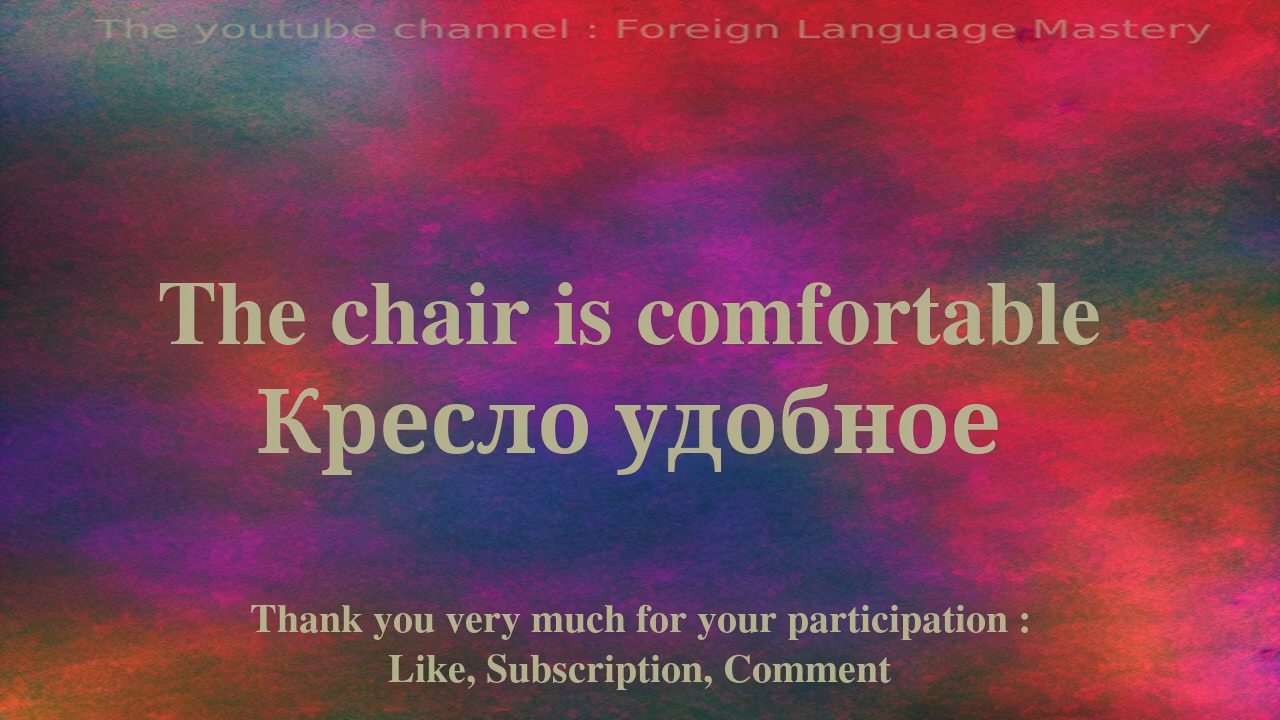 The youtube channel : Foreign Language Mastery
The chair is comfortable
Кресло удобное
Thank you very much for your participation :
Like, Subscription, Comment